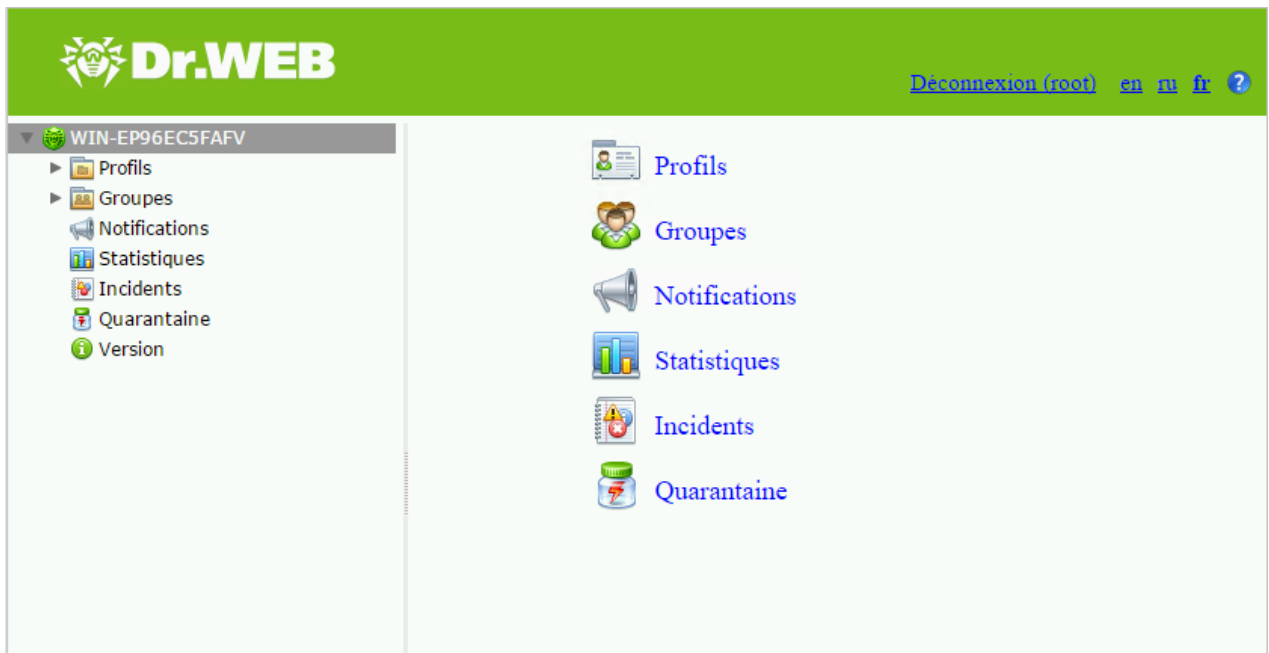 Dr.WEB
Déconnexion (root) en ru fr ?
WIN-EP96EC5FAFV
Profils
Groupes
Notifications
Statistiques
Incidents
Quarantaine
Version
Profils
Groupes
Notifications
Statistiques
Incidents
Quarantaine